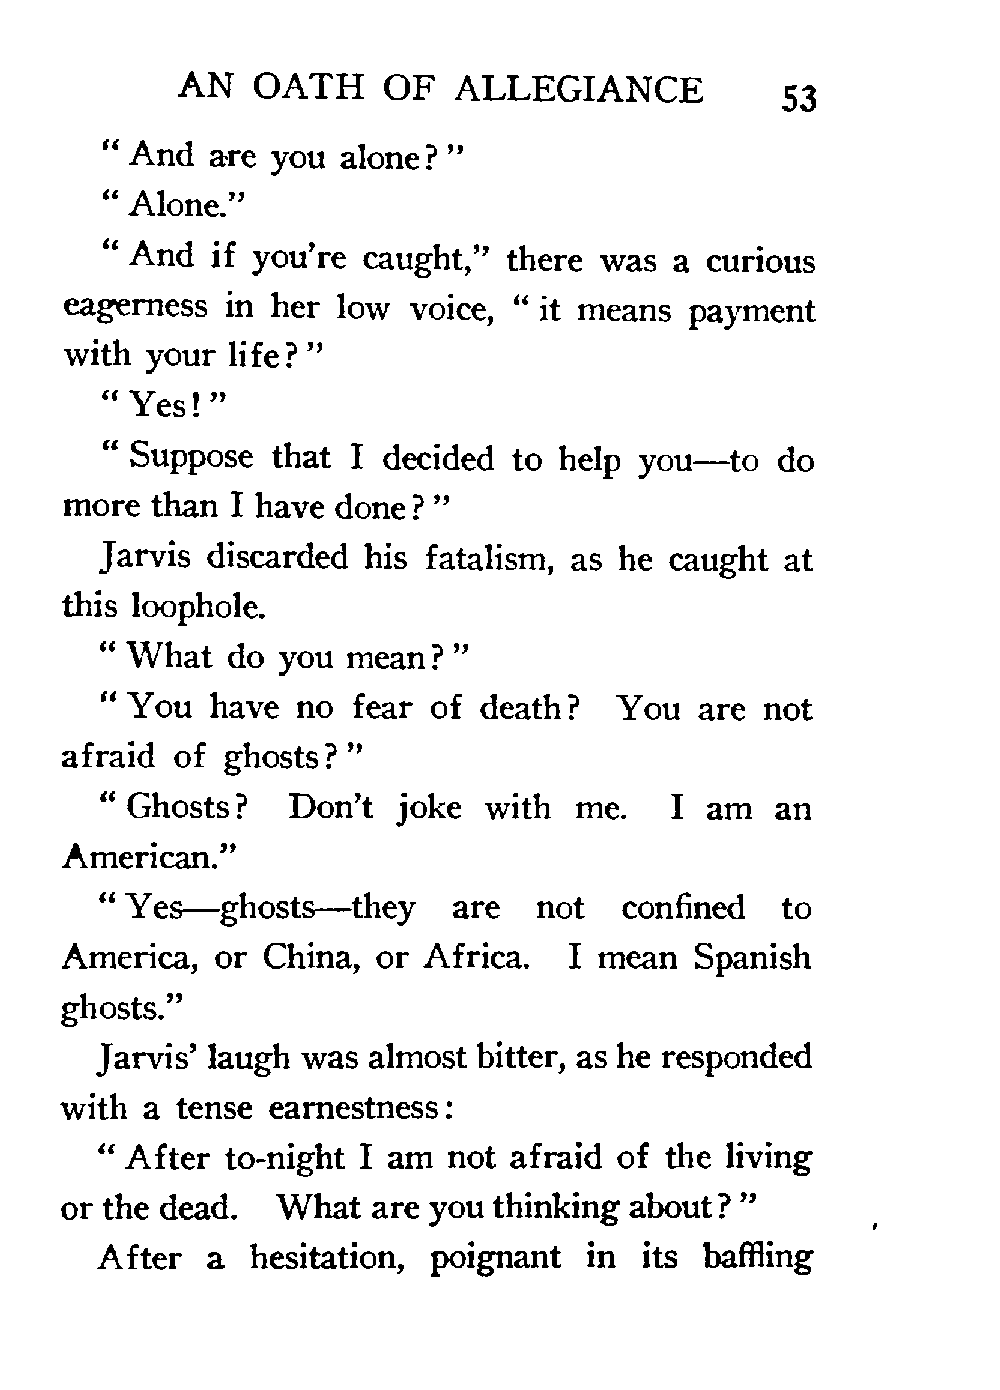 AN OATH OF ALLEGIANCE 53
“ And are you alone? ”
“ Alone.”
“ And if you’re caught,” there was a curious
eagerness in her low voice, “ it means payment
with your life? ”
“ Yes! ”
“ Suppose that I decided to help you—to do
more than I have done? ”
Jarvis discarded his fatalism, as he caught at
this loophole.
“ What do you mean? ”
“ You have no fear of death? You are not
afraid of ghosts? ”
“ Ghosts? Don’t joke with me. I am an
American.”
“ Yes—ghosts—they are not confined to
America, or China, or Africa. I mean Spanish
ghosts.”
Jarvis’ laugh was almost bitter, as he responded
with a tense earnestness:
“ After to-night I am not afraid of the living
or the dead. What are you thinking about? ”
After a hesitation, poignant in its baffling